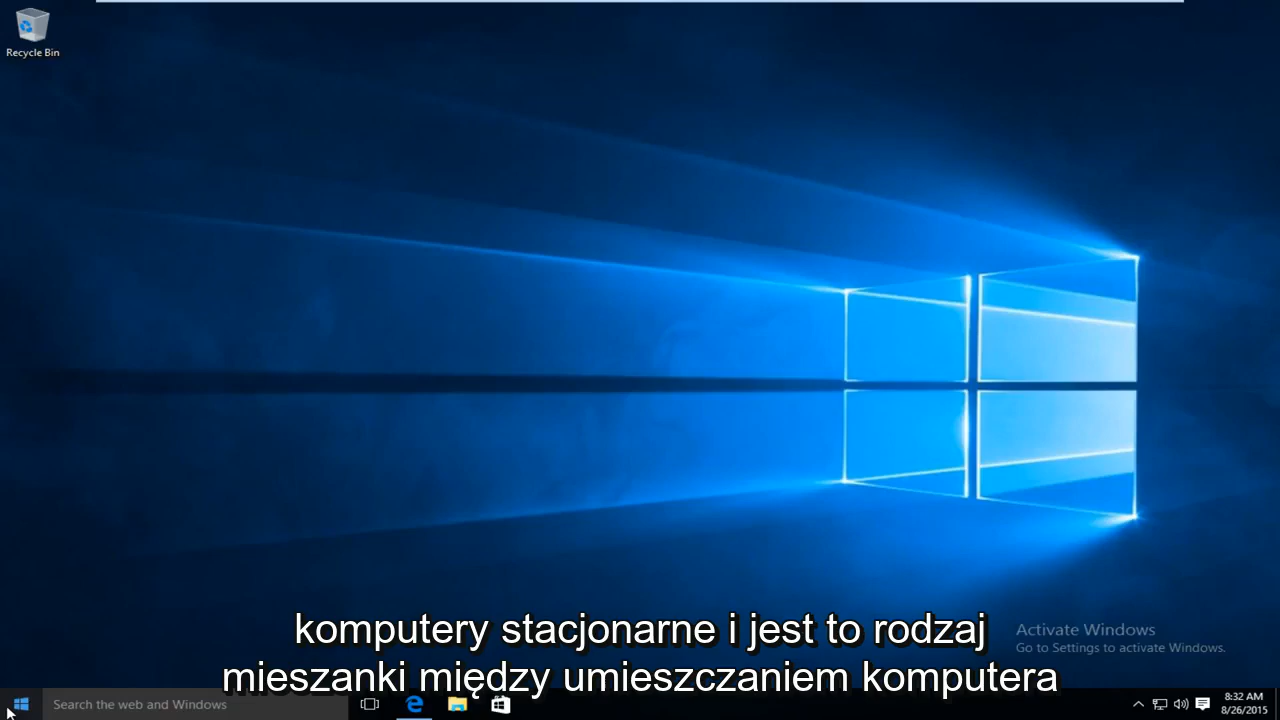 Recycle Bin
komputery stacjonarne i jest to rodzaj
mieszanki między umieszczaniem komputera
Activate Windows
Go to Settings to activate Windows.
Search the web and Windows
8:32 AM
8/26/2015